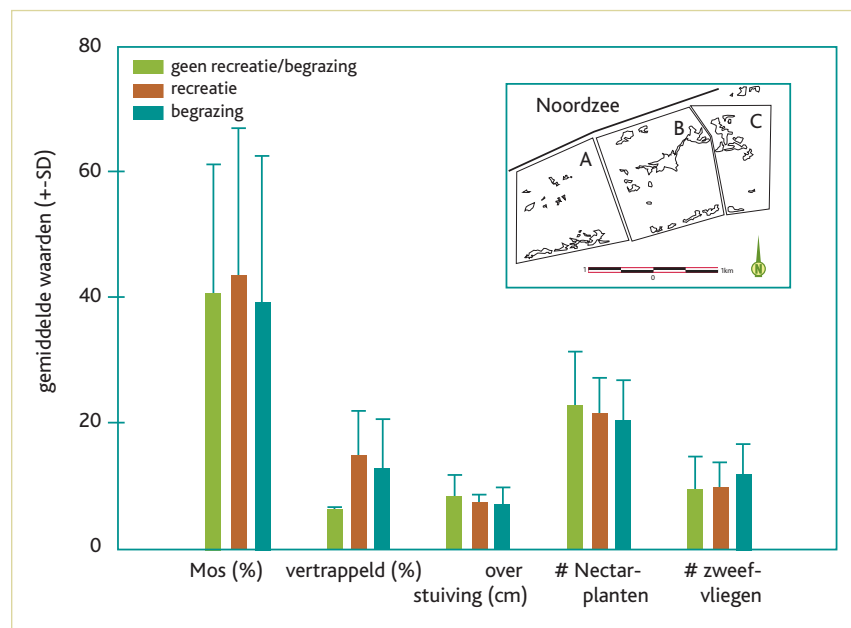 80
60
40
20
0
gemiddelde waarden (+-SD)
geen recreatie/begrazing
recreatie
begrazing
Noordzee
A
B
C
1
0
1km
N
Mos (%)
vertrappeld (%)
over
stuiving (cm)
# Nectar-
planten
# zweef-
vliegen